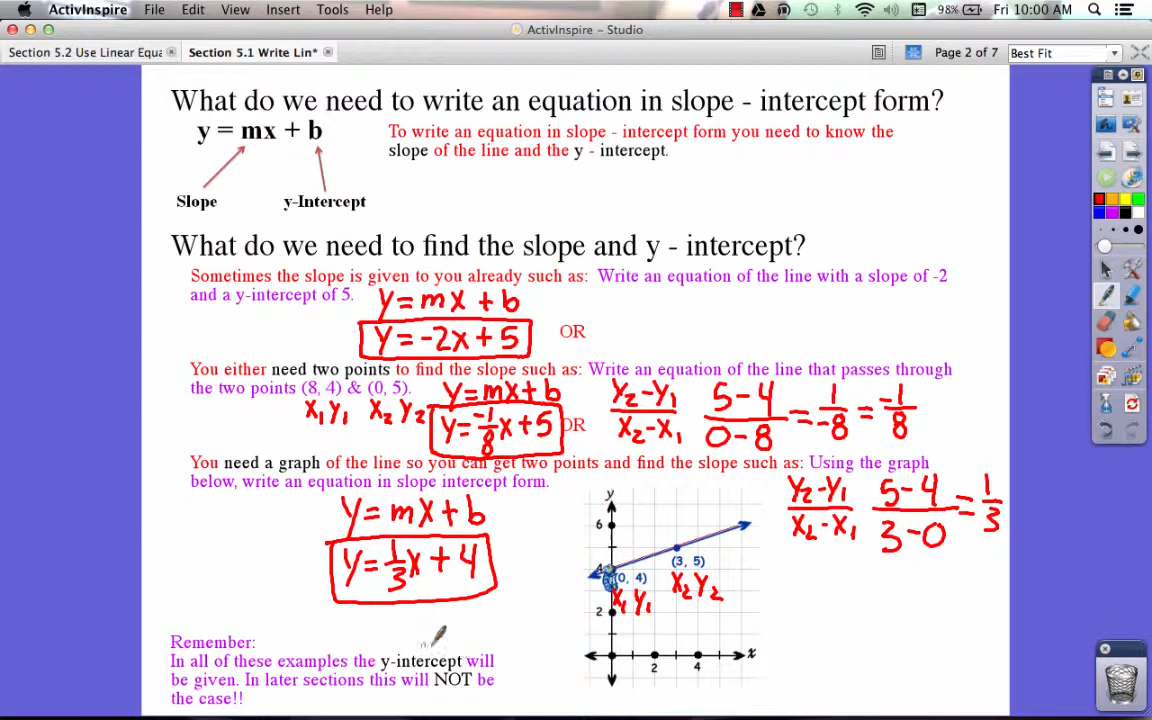 ActivInspire File Edit View Insert Tools Help 98% Fri 10:00 AM
ActivInspire – Studio
Section 5.2 Use Linear Equa Section 5.1 Write Lin* Page 2 of 7 Best Fit
What do we need to write an equation in slope - intercept form?
y = mx + b
To write an equation in slope - intercept form you need to know the
slope of the line and the y - intercept.
Slope y-Intercept
What do we need to find the slope and y - intercept?
Sometimes the slope is given to you already such as: Write an equation of the line with a slope of -2
and a y-intercept of 5.
y = mx + b
y = -2x + 5
OR
You either need two points to find the slope such as: Write an equation of the line that passes through
the two points (8, 4) & (0, 5).
x₁ y₁ x₂ y₂
y = mx + b
y = -1/8 x + 5
OR
y₂-y₁/x₂-x₁ 5-4/0-8 = 1/-8 = -1/8
You need a graph of the line so you can get two points and find the slope such as: Using the graph
below, write an equation in slope intercept form.
y = mx + b
y = 1/3 x + 4
y₂-y₁/x₂-x₁ 5-4/3-0 = 1/3
y
6
4
2
(3, 5)
(0, 4)
x₂ y₂
x₁ y₁
x
2 4
Remember:
In all of these examples the y-intercept will
be given. In later sections this will NOT be
the case!!